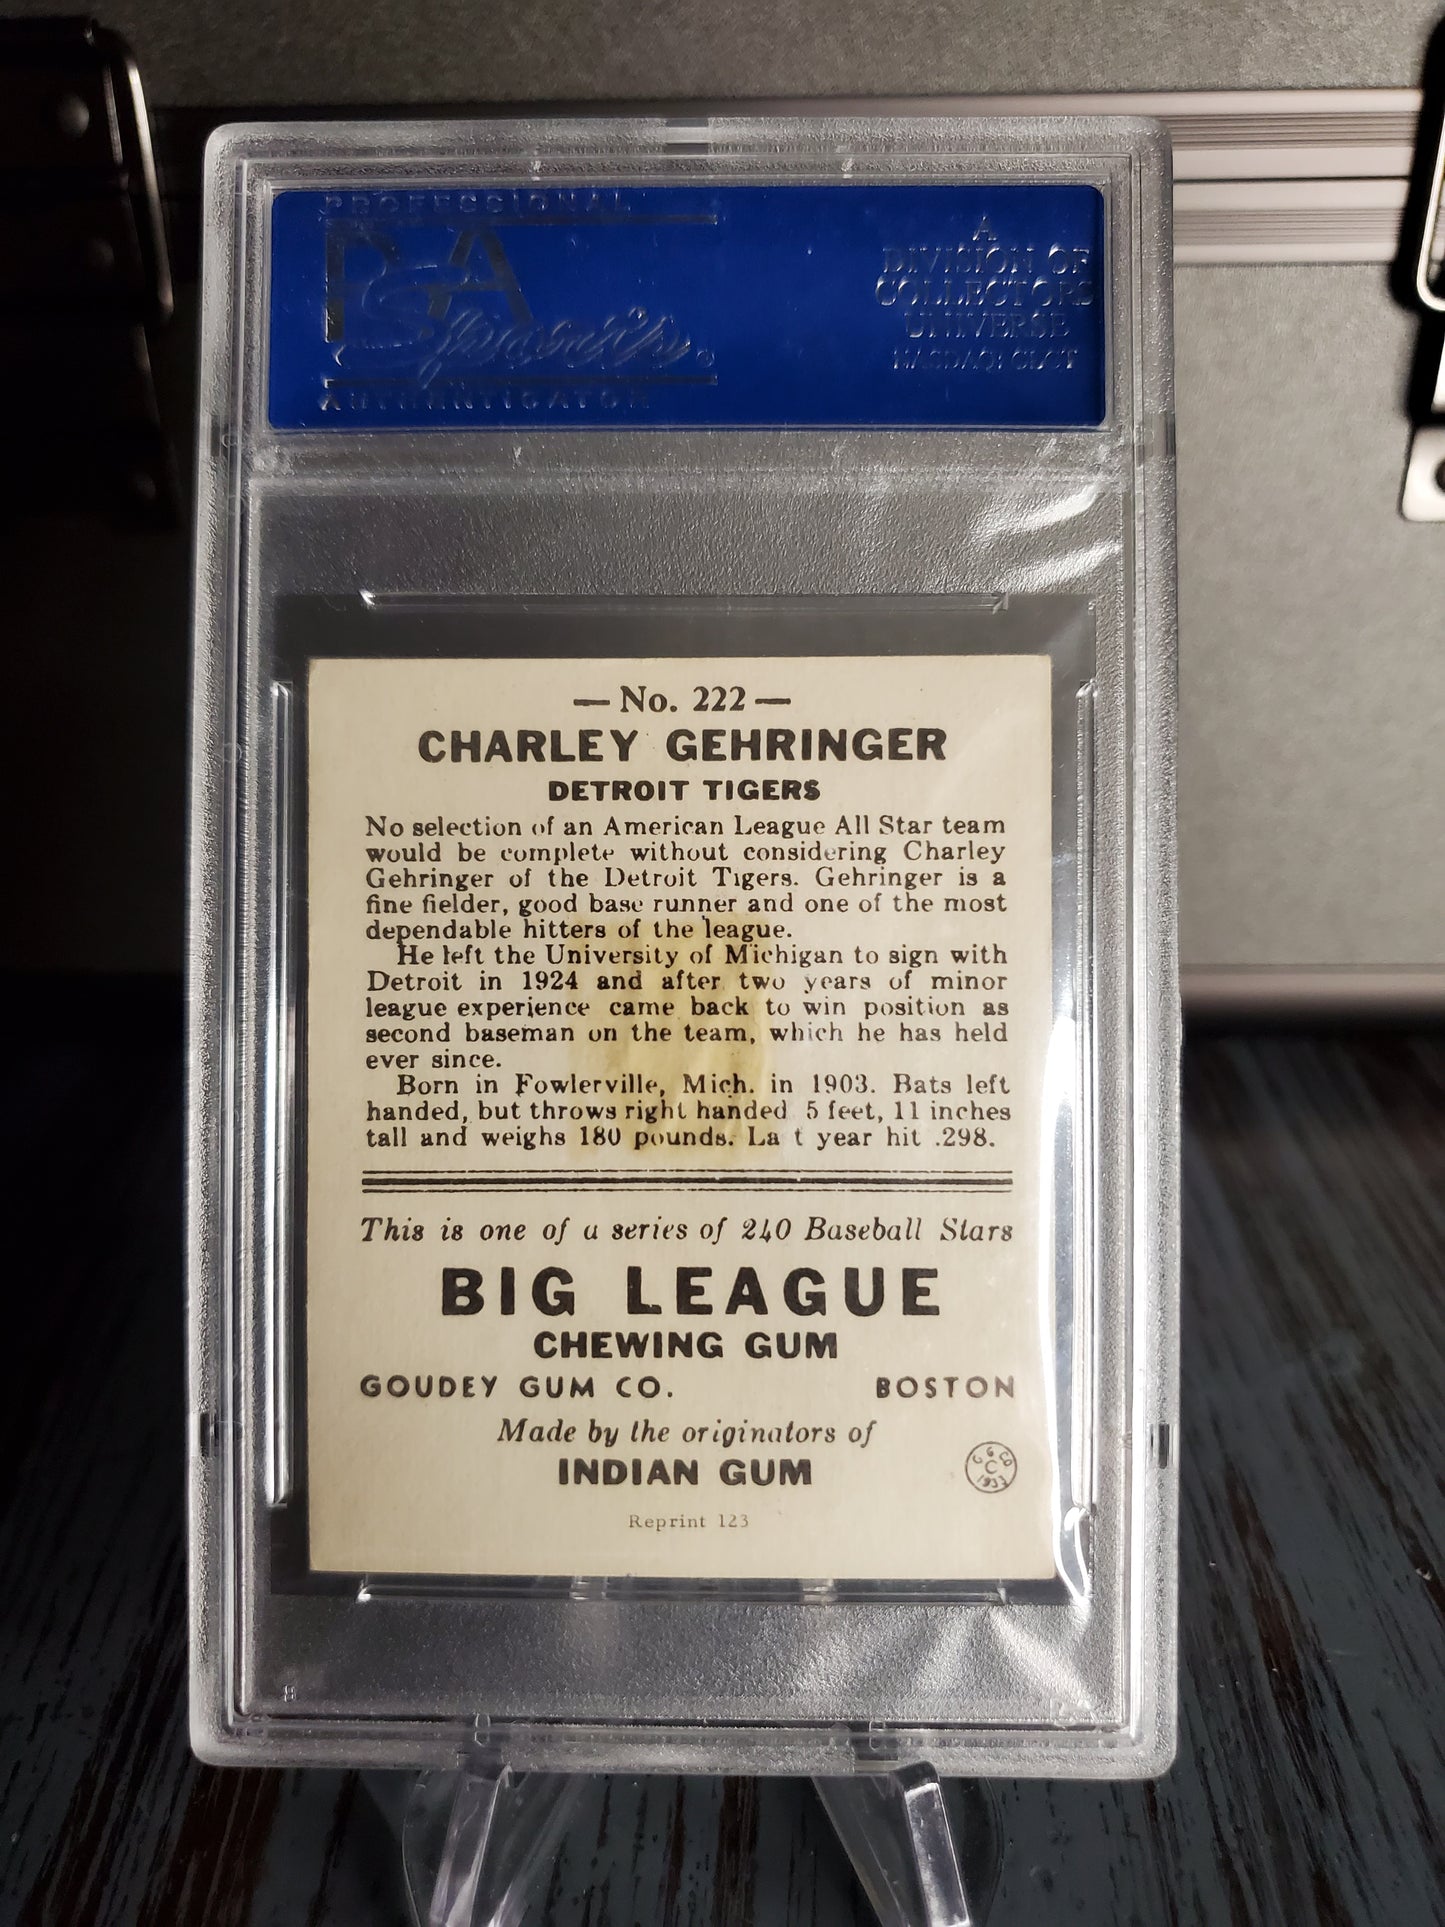 PROFESSIONAL
PSA
Sports
AUTHENTICATOR
A
DIVISION OF
COLLECTORS
UNIVERSE
NASDAQ: CLCT
— No. 222 —
CHARLEY GEHRINGER
DETROIT TIGERS
No selection of an American League All Star team
would be complete without considering Charley
Gehringer of the Detroit Tigers. Gehringer is a
fine fielder, good base runner and one of the most
dependable hitters of the league.
He left the University of Michigan to sign with
Detroit in 1924 and after two years of minor
league experience came back to win position as
second baseman on the team, which he has held
ever since.
Born in Fowlerville, Mich. in 1903. Bats left
handed, but throws right handed 5 feet, 11 inches
tall and weighs 180 pounds. La t year hit .298.
This is one of a series of 240 Baseball Stars
BIG LEAGUE
CHEWING GUM
GOUDEY GUM CO. BOSTON
Made by the originators of
INDIAN GUM
G G CO
C
1933
Reprint 123